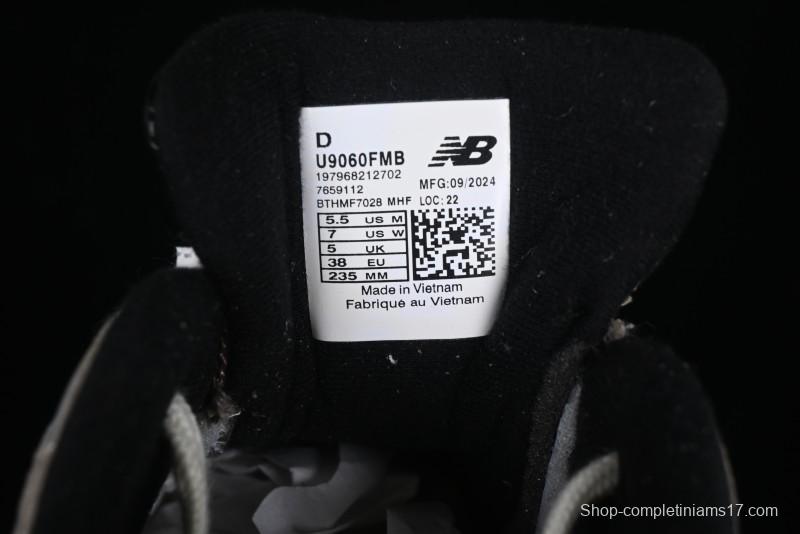 D
U9060FMB
NB
197968212702
7659112
MFG:09/2024
BTHMF7028 MHF LOC: 22
5.5 US M
7 US W
5 UK
38 EU
235 MM
Made in Vietnam
Fabriqué au Vietnam
Shop-completiniams17.com